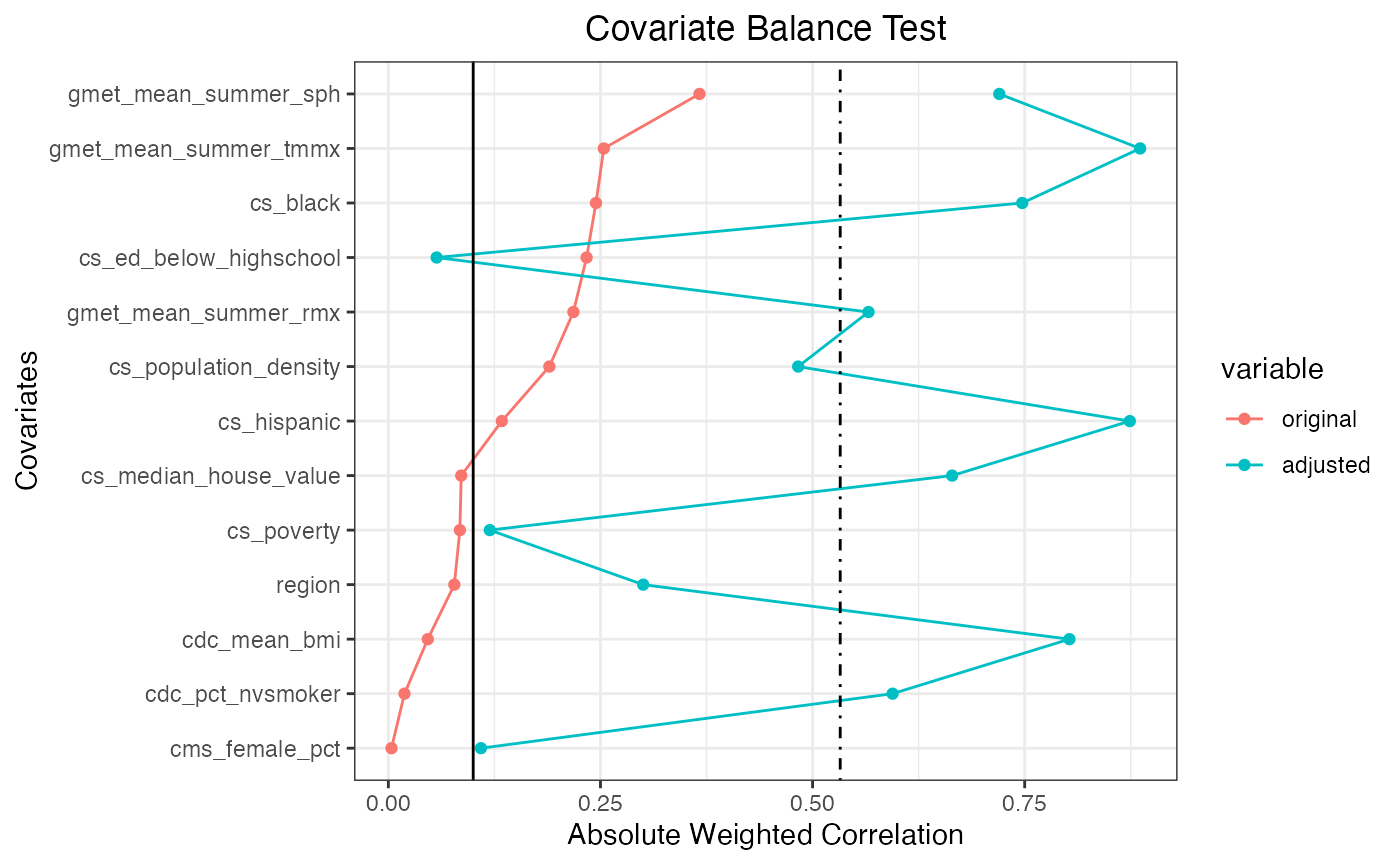 Covariate Balance Test
Covariates
gmet_mean_summer_sph
gmet_mean_summer_tmmx
cs_black
cs_ed_below_highschool
gmet_mean_summer_rmx
cs_population_density
cs_hispanic
cs_median_house_value
cs_poverty
region
cdc_mean_bmi
cdc_pct_nvsmoker
cms_female_pct
0.00 0.25 0.50 0.75
Absolute Weighted Correlation
variable
original
adjusted